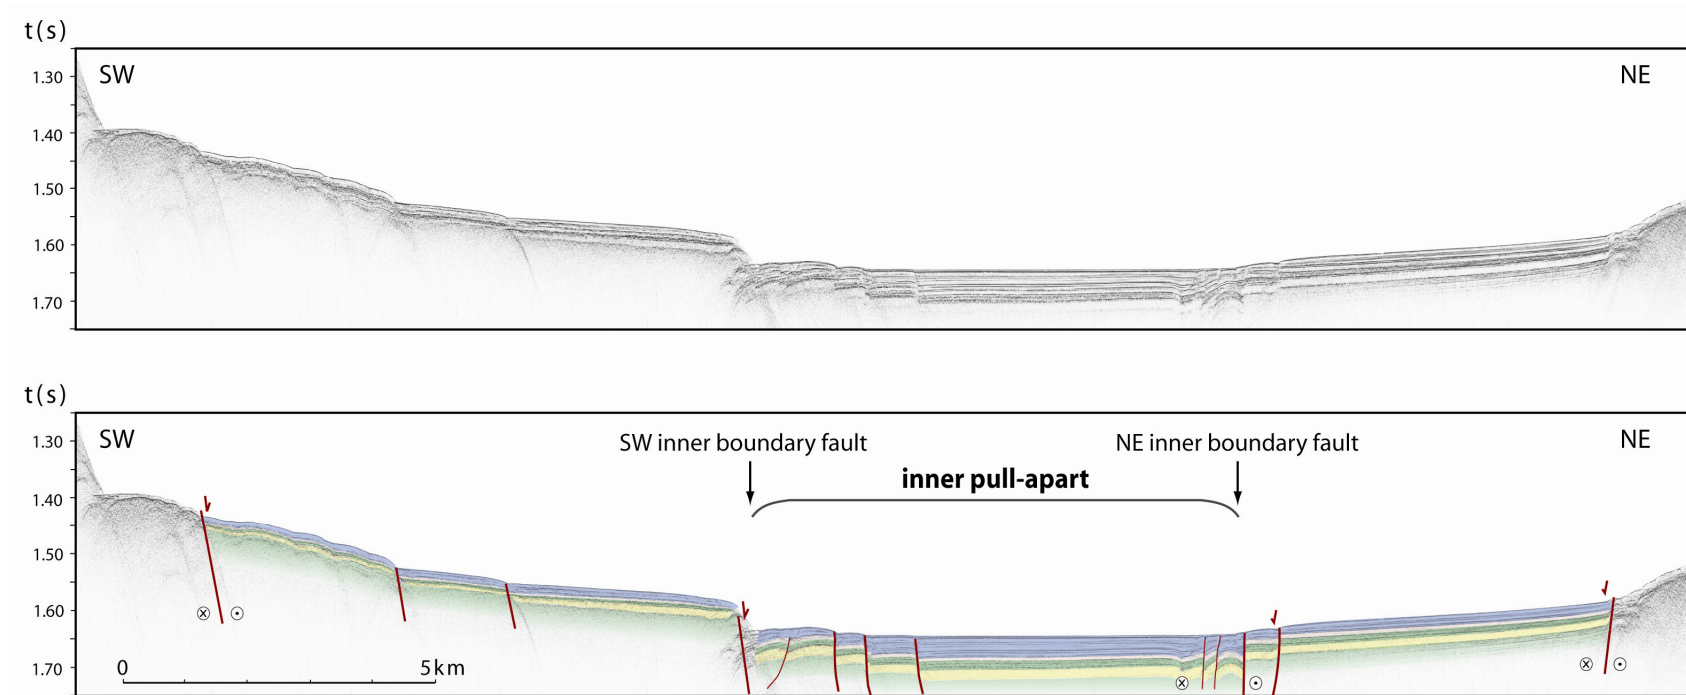 t(s)
SW
NE
1.30
1.40
1.50
1.60
1.70
t(s)
SW
SW inner boundary fault
NE inner boundary fault
NE
1.30
inner pull-apart
1.40
1.50
1.60
1.70
0
5km